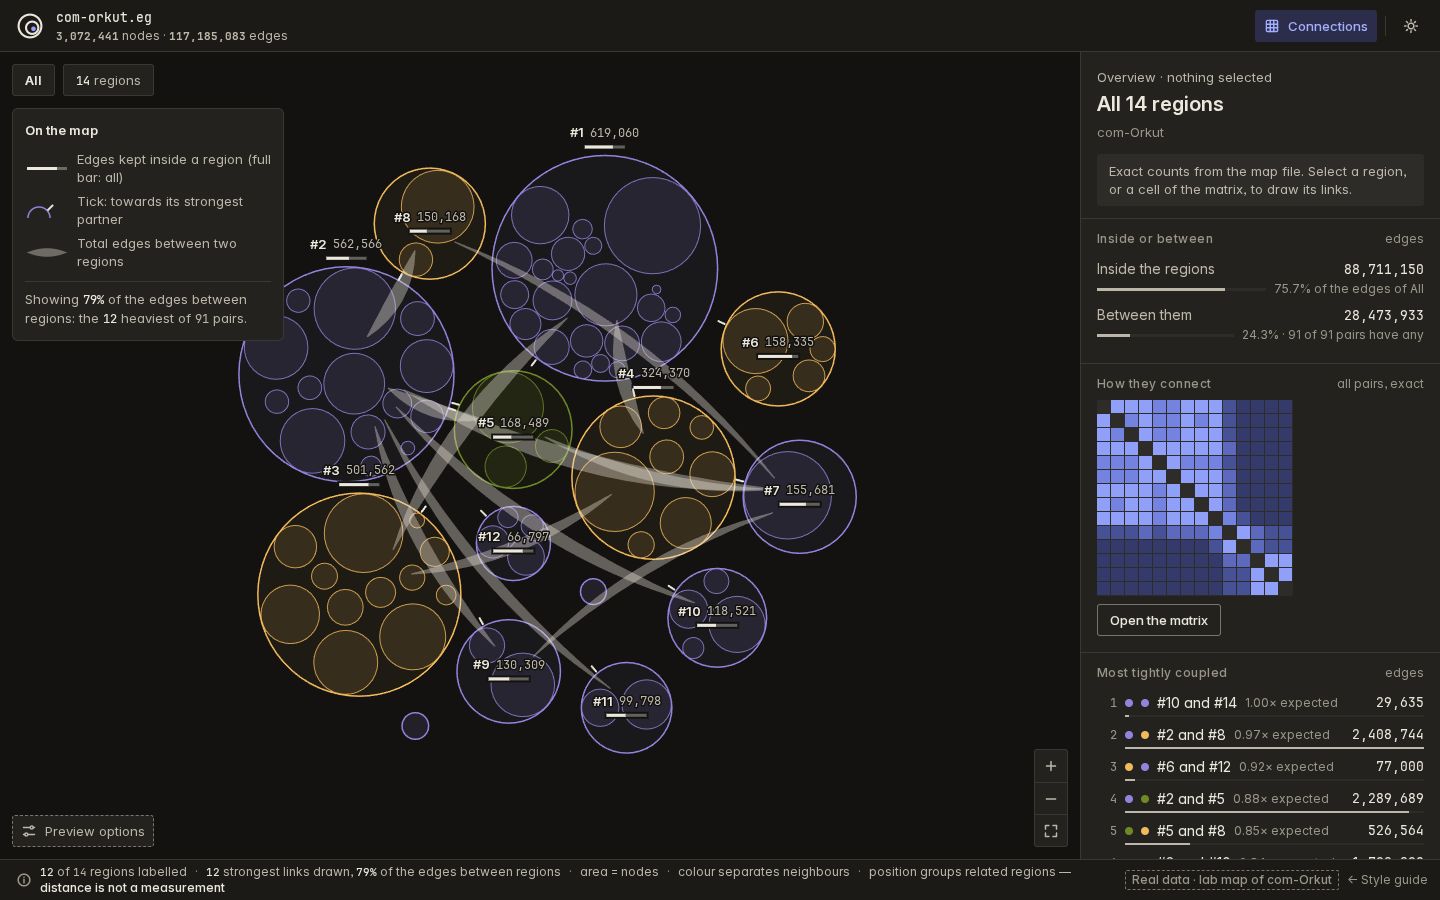 com-orkut.eg
3,072,441 nodes · 117,185,083 edges
Connections
All
14 regions
On the map
Edges kept inside a region (full
bar: all)
Tick: towards its strongest
partner
Total edges between two
regions
Showing 79% of the edges between
regions: the 12 heaviest of 91 pairs.
#1 619,060
#8 150,168
#2 562,566
#6 158,335
#4 324,370
#5 168,489
#3 501,562
#7 155,681
#12 66,797
#10 118,521
#9 130,309
#11 99,798
Preview options
Overview · nothing selected
All 14 regions
com-Orkut
Exact counts from the map file. Select a region,
or a cell of the matrix, to draw its links.
Inside or between edges
Inside the regions 88,711,150
75.7% of the edges of All
Between them 28,473,933
24.3% · 91 of 91 pairs have any
How they connect all pairs, exact
Open the matrix
Most tightly coupled edges
1 #10 and #14 1.00× expected 29,635
2 #2 and #8 0.97× expected 2,408,744
3 #6 and #12 0.92× expected 77,000
4 #2 and #5 0.88× expected 2,289,689
5 #5 and #8 0.85× expected 526,564
12 of 14 regions labelled · 12 strongest links drawn, 79% of the edges between regions · area = nodes · colour separates neighbours · position groups related regions —
distance is not a measurement
Real data · lab map of com-Orkut
← Style guide